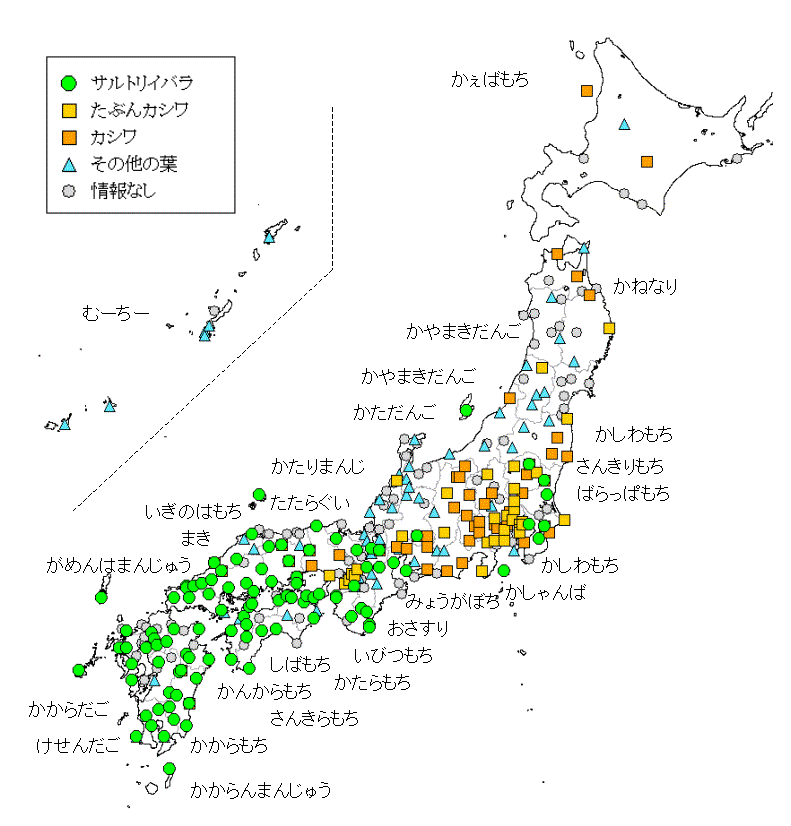 サルトリイバラ
たぶんカシワ
カシワ
その他の葉
情報なし
かぇばもち
かねなり
むーちー
かやまきだんご
かやまきだんご
かただんご
かしわもち
かたりまんじ
さんきりもち
ばらっぱもち
たたらぐい
いぎのはもち
まき
がめんはまんじゅう
かしわもち
かしゃんば
みょうがぼち
おさすり
いびつもち
しばもち
かたらもち
かんからもち
さんきらもち
かからだご
けせんだご
かからもち
かからんまんじゅう